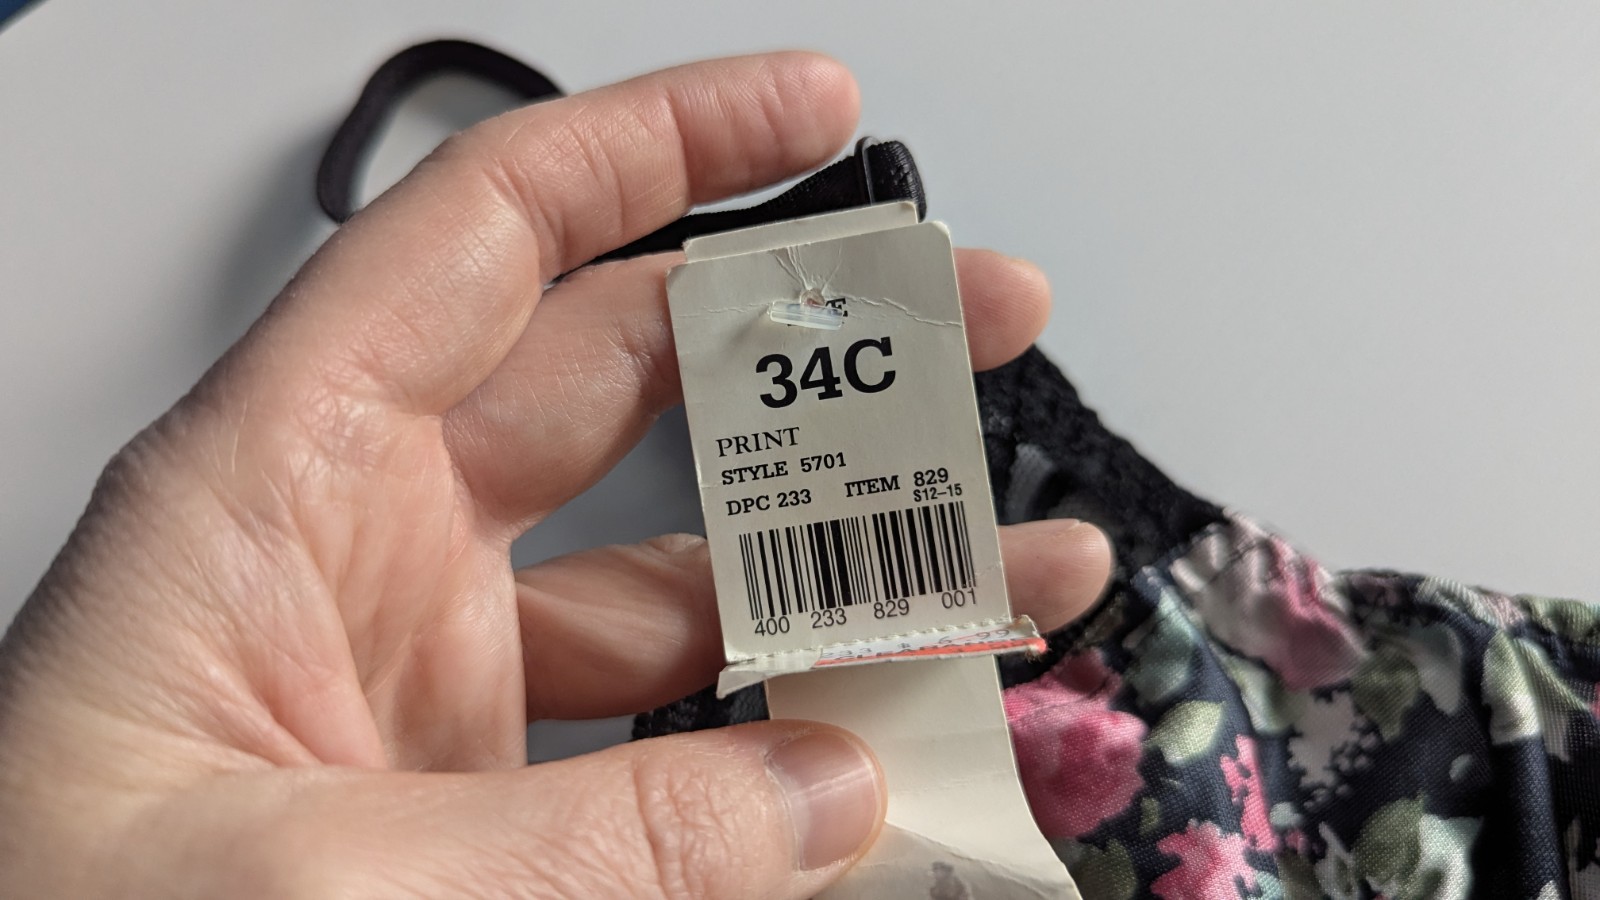 34C
PRINT
STYLE 5701
DPC 233 ITEM 829
S12-15
400 233 829 001